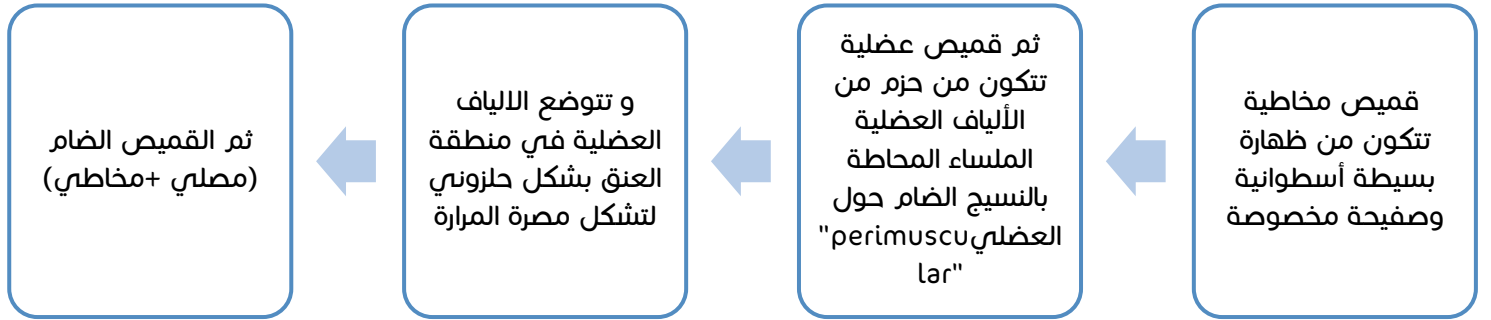 قميص مخاطية
تتكون من ظهارة
بسيطة أسطوانية
وصفيحة مخصوصة
ثم قميص عضلية
تتكون من حزم من
الألياف العضلية
الملساء المحاطة
بالنسيج الضام حول
العضلي"perimuscu
lar"
و تتوضع الالياف
العضلية في منطقة
العنق بشكل حلزوني
لتشكل مصرة المرارة
ثم القميص الضام
(مصلي +مخاطي)